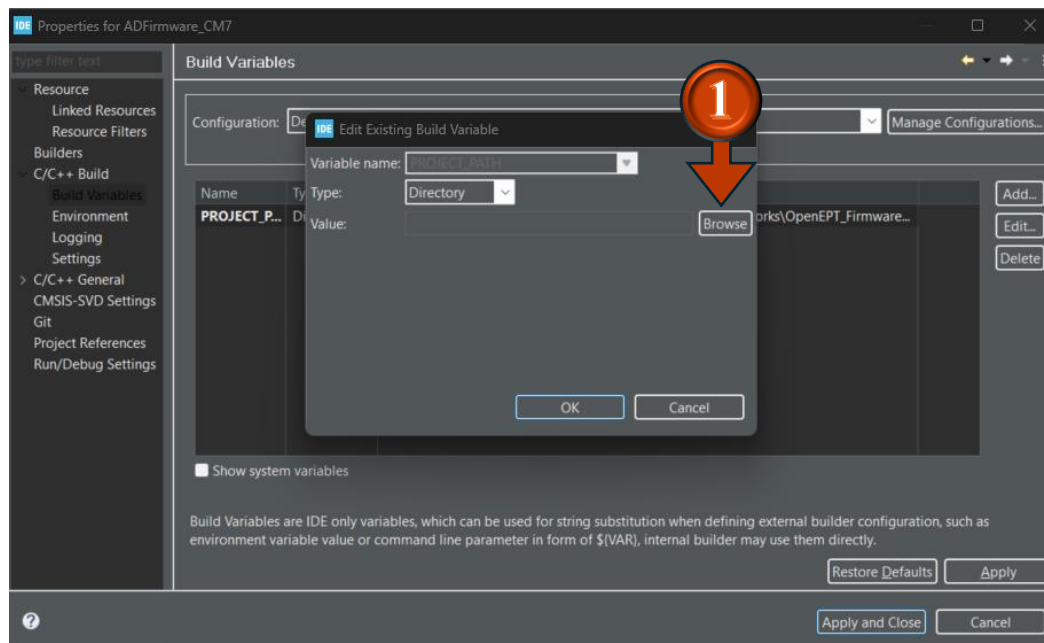 IDE Properties for ADFirmware_CM7
type filter text
Build Variables
Resource
Linked Resources
Resource Filters
Builders
C/C++ Build
Build Variables
Environment
Logging
Settings
C/C++ General
CMSIS-SVD Settings
Git
Project References
Run/Debug Settings
Configuration: De
Manage Configurations...
1
IDE Edit Existing Build Variable
Variable name: PROJECT_PATH
Type: Directory
Value: Browse
OK Cancel
Name Ty
PROJECT_P... Di orks\OpenEPT_Firmware...
Add...
Edit...
Delete
Show system variables
Build Variables are IDE only variables, which can be used for string substitution when defining external builder configuration, such as
environment variable value or command line parameter in form of ${VAR}, internal builder may use them directly.
Restore Defaults Apply
? Apply and Close Cancel